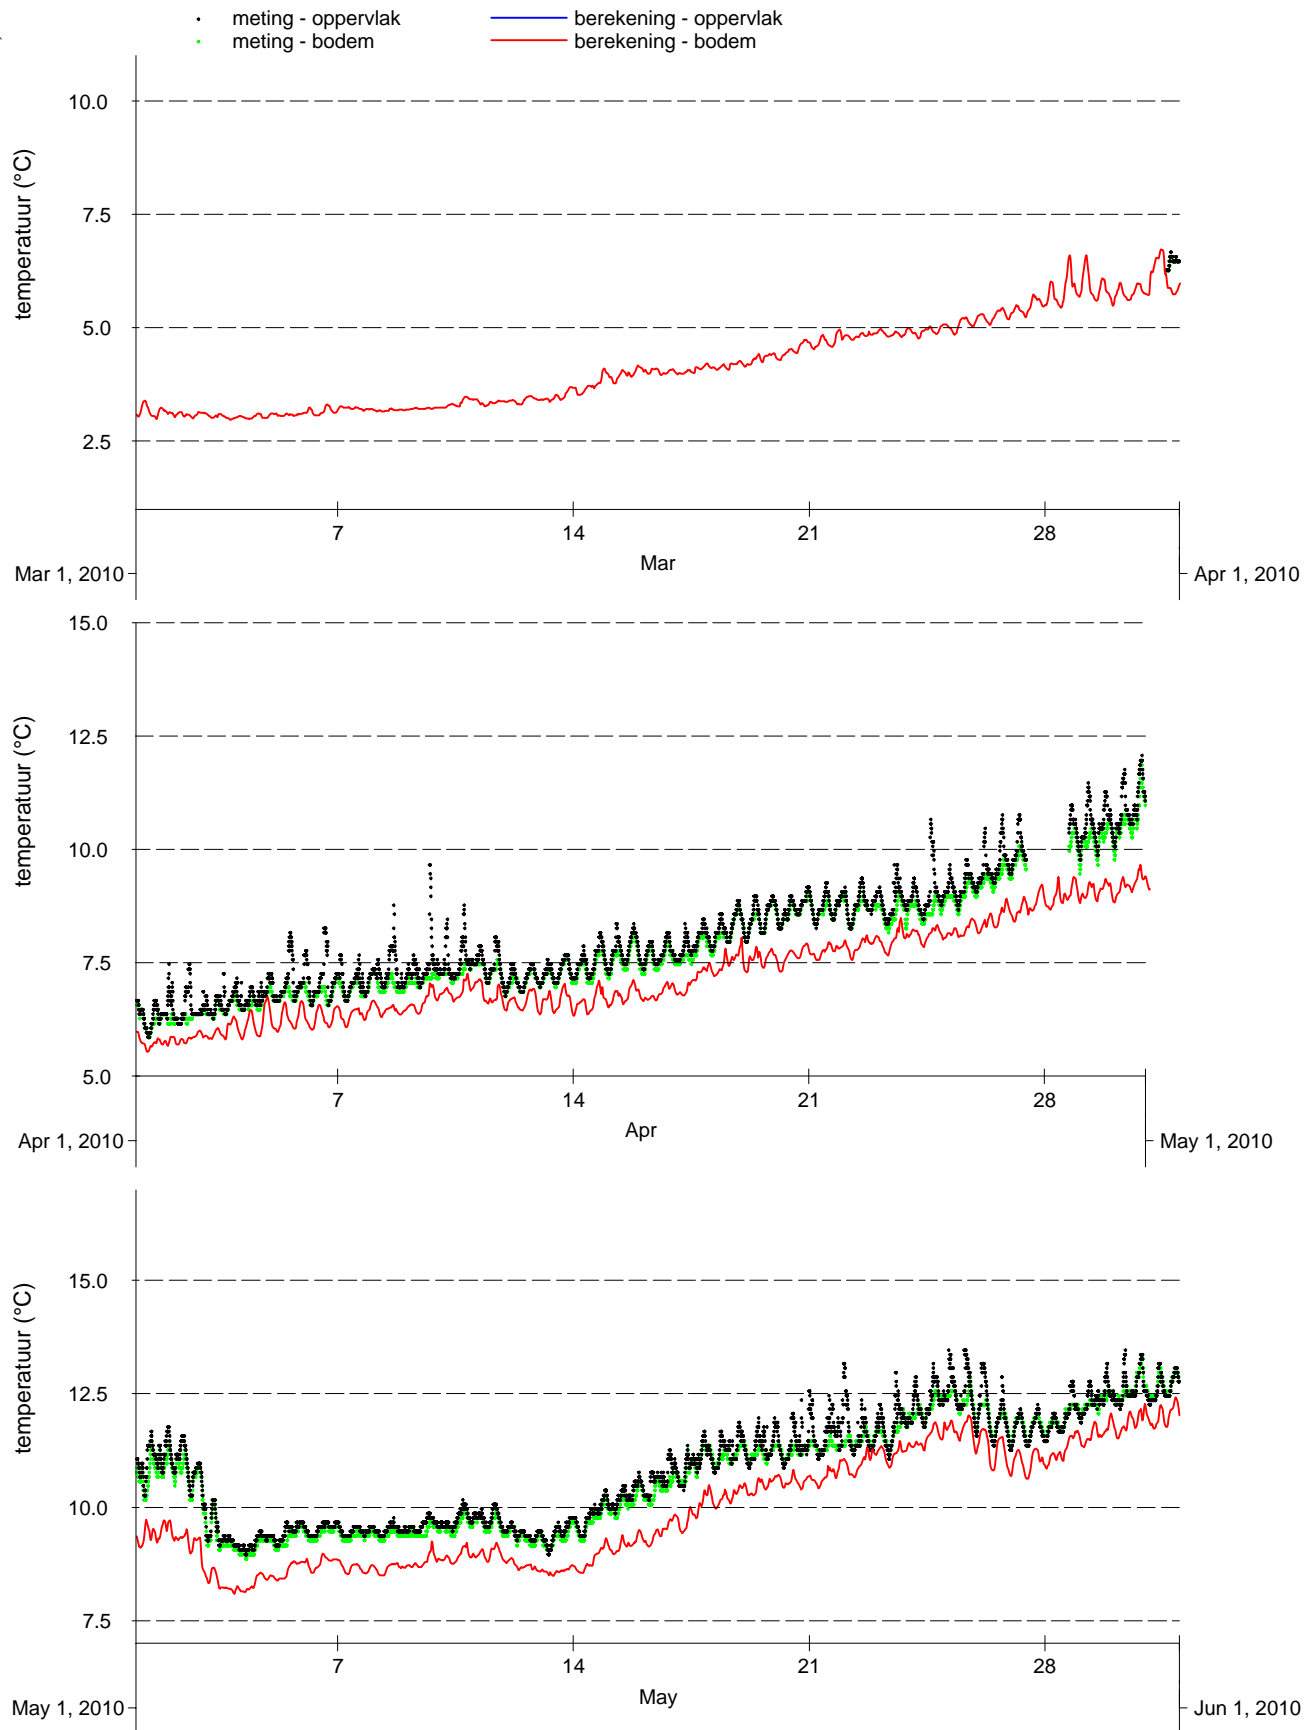 meting - oppervlak berekening - oppervlak
meting - bodem berekening - bodem
temperatuur (°C)
10.0
7.5
5.0
2.5
7 14 21 28
Mar
Mar 1, 2010 Apr 1, 2010
temperatuur (°C)
15.0
12.5
10.0
7.5
5.0
7 14 21 28
Apr
Apr 1, 2010 May 1, 2010
temperatuur (°C)
15.0
12.5
10.0
7.5
7 14 21 28
May
May 1, 2010 Jun 1, 2010